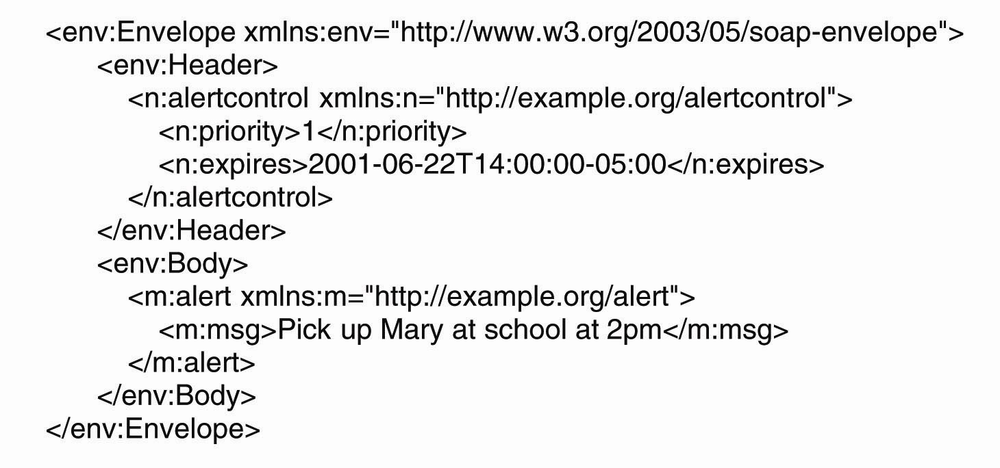 <env:Envelope xmlns:env="http://www.w3.org/2003/05/soap-envelope">
<env:Header>
<n:alertcontrol xmlns:n="http://example.org/alertcontrol">
<n:priority>1</n:priority>
<n:expires>2001-06-22T14:00:00-05:00</n:expires>
</n:alertcontrol>
</env:Header>
<env:Body>
<m:alert xmlns:m="http://example.org/alert">
<m:msg>Pick up Mary at school at 2pm</m:msg>
</m:alert>
</env:Body>
</env:Envelope>